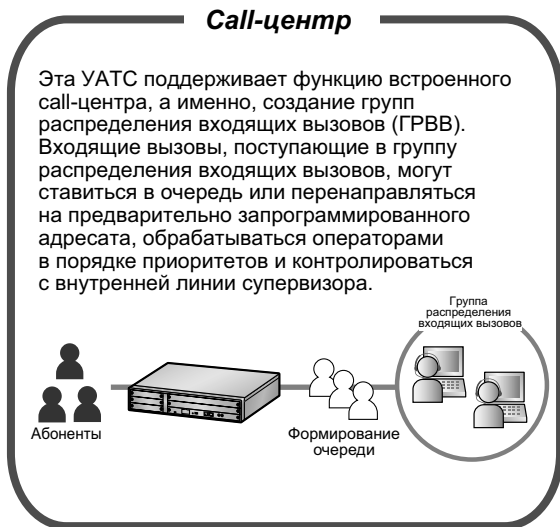 Call-центр
Эта УАТС поддерживает функцию встроенного
call-центра, а именно, создание групп
распределения входящих вызовов (ГРВВ).
Входящие вызовы, поступающие в группу
распределения входящих вызовов, могут
ставиться в очередь или перенаправляться
на предварительно запрограммированного
адресата, обрабатываться операторами
в порядке приоритетов и контролироваться
с внутренней линии супервизора.
Группа
распределения
входящих вызовов
Абоненты
Формирование
очереди